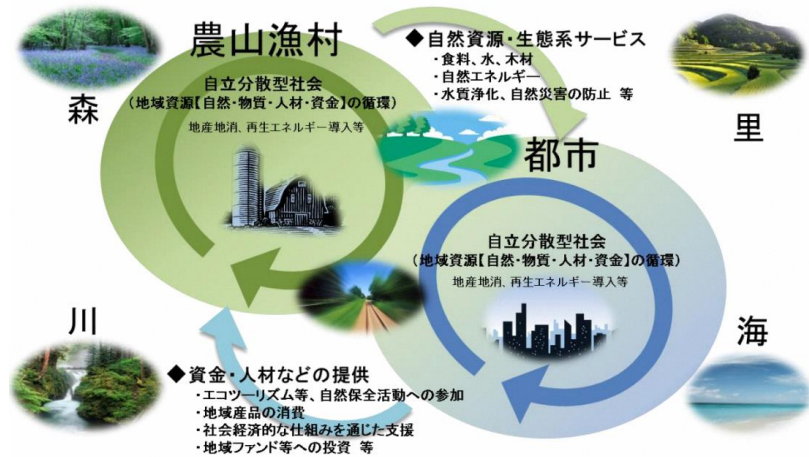 農山漁村
自立分散型社会
(地域資源【自然・物質・人材・資金】の循環)
地産地消、再生エネルギー導入等
◆自然資源・生態系サービス
・食料、水、木材
・自然エネルギー
・水質浄化、自然災害の防止 等
森
里
都市
自立分散型社会
(地域資源【自然・物質・人材・資金】の循環)
地産地消、再生エネルギー導入等
川
海
◆資金・人材などの提供
・エコツーリズム等、自然保全活動への参加
・地域産品の消費
・社会経済的な仕組みを通じた支援
・地域ファンド等への投資 等